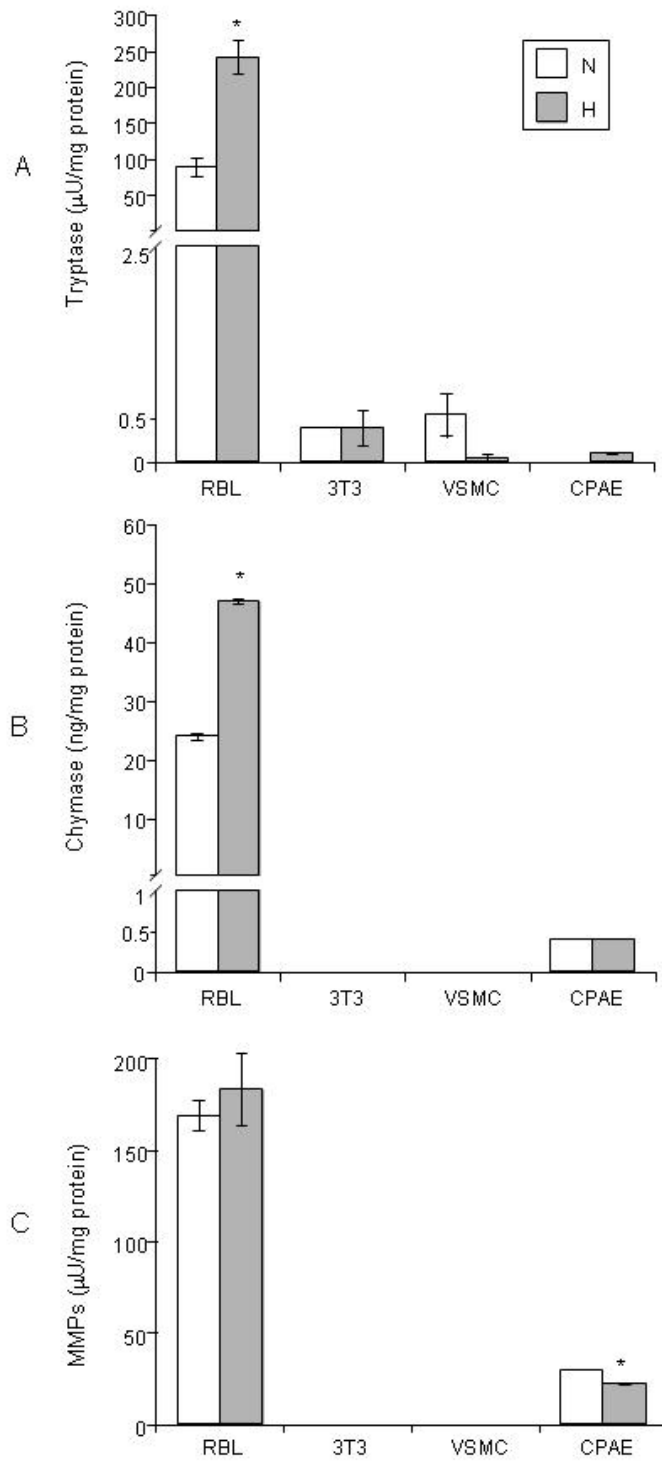 A
Tryptase (µU/mg protein)
300
250
200
150
100
50
2.5
0.5
0
*
N
H
RBL 3T3 VSMC CPAE
B
Chymase (ng/mg protein)
60
50
40
30
20
10
1
0.5
0
*
RBL 3T3 VSMC CPAE
C
MMPs (µU/mg protein)
200
150
100
50
0
*
RBL 3T3 VSMC CPAE